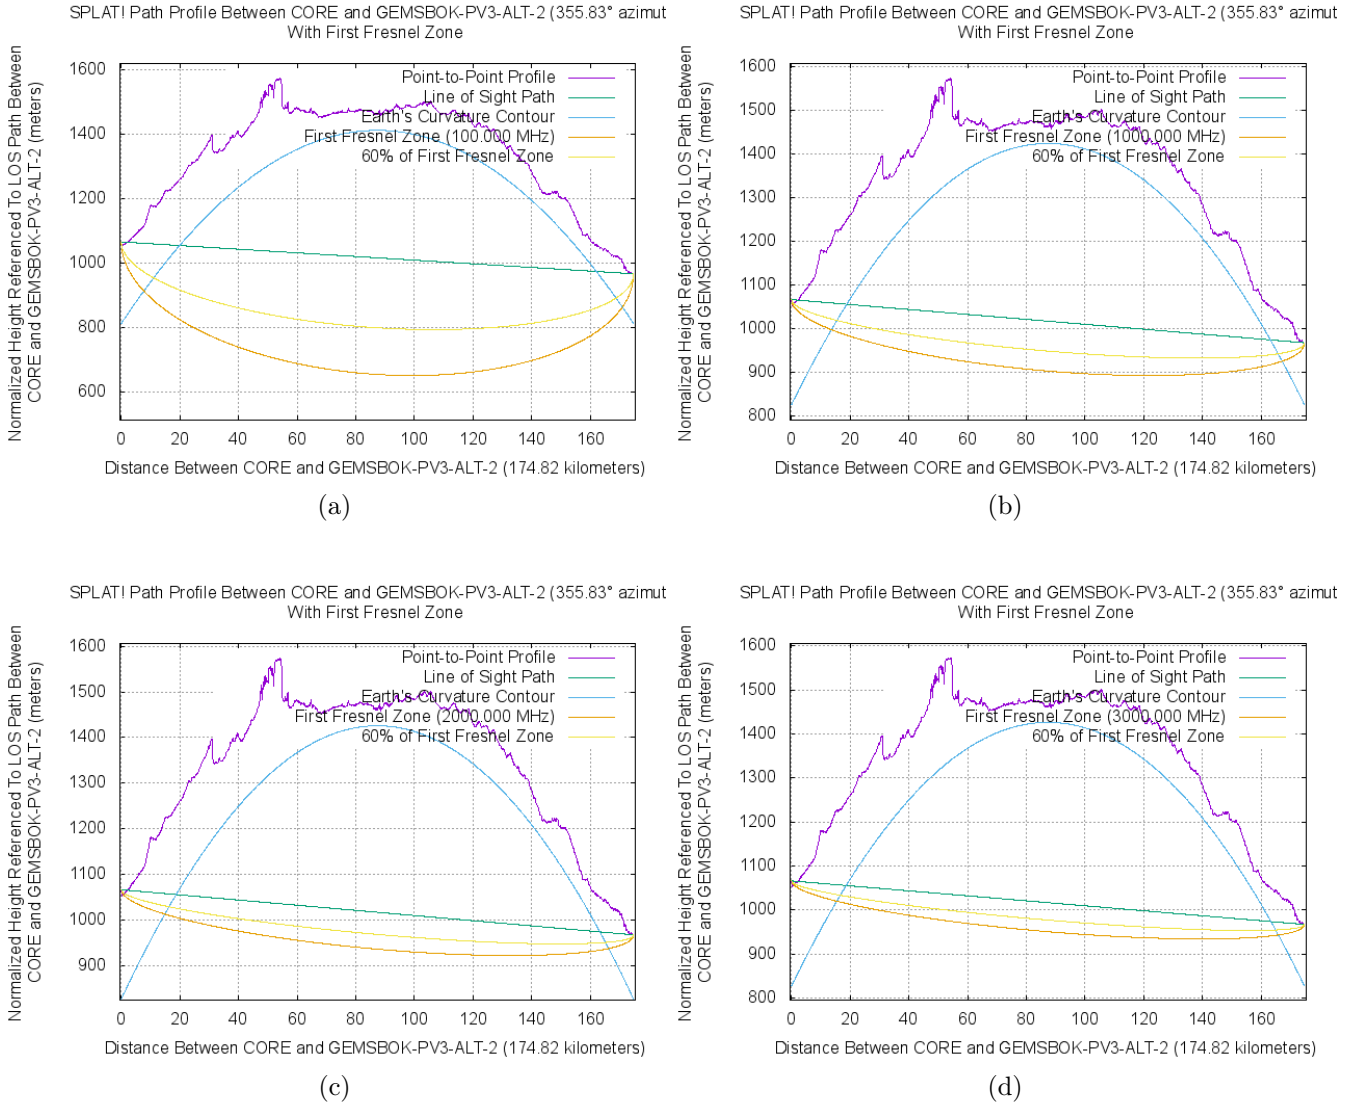 SPLAT! Path Profile Between CORE and GEMSBOK-PV3-ALT-2 (355.83° azimut
With First Fresnel Zone
Normalized Height Referenced To LOS Path Between
CORE and GEMSBOK-PV3-ALT-2 (meters)
1600
1400
1200
1000
800
600
Point-to-Point Profile
Line of Sight Path
Earth's Curvature Contour
First Fresnel Zone (100.000 MHz)
60% of First Fresnel Zone
0 20 40 60 80 100 120 140 160
Distance Between CORE and GEMSBOK-PV3-ALT-2 (174.82 kilometers)
(a)
SPLAT! Path Profile Between CORE and GEMSBOK-PV3-ALT-2 (355.83° azimut
With First Fresnel Zone
Normalized Height Referenced To LOS Path Between
CORE and GEMSBOK-PV3-ALT-2 (meters)
1600
1500
1400
1300
1200
1100
1000
900
800
Point-to-Point Profile
Line of Sight Path
Earth's Curvature Contour
First Fresnel Zone (1000.000 MHz)
60% of First Fresnel Zone
0 20 40 60 80 100 120 140 160
Distance Between CORE and GEMSBOK-PV3-ALT-2 (174.82 kilometers)
(b)
SPLAT! Path Profile Between CORE and GEMSBOK-PV3-ALT-2 (355.83° azimut
With First Fresnel Zone
Normalized Height Referenced To LOS Path Between
CORE and GEMSBOK-PV3-ALT-2 (meters)
1600
1500
1400
1300
1200
1100
1000
900
Point-to-Point Profile
Line of Sight Path
Earth's Curvature Contour
First Fresnel Zone (2000.000 MHz)
60% of First Fresnel Zone
0 20 40 60 80 100 120 140 160
Distance Between CORE and GEMSBOK-PV3-ALT-2 (174.82 kilometers)
(c)
SPLAT! Path Profile Between CORE and GEMSBOK-PV3-ALT-2 (355.83° azimut
With First Fresnel Zone
Normalized Height Referenced To LOS Path Between
CORE and GEMSBOK-PV3-ALT-2 (meters)
1600
1500
1400
1300
1200
1100
1000
900
800
Point-to-Point Profile
Line of Sight Path
Earth's Curvature Contour
First Fresnel Zone (3000.000 MHz)
60% of First Fresnel Zone
0 20 40 60 80 100 120 140 160
Distance Between CORE and GEMSBOK-PV3-ALT-2 (174.82 kilometers)
(d)